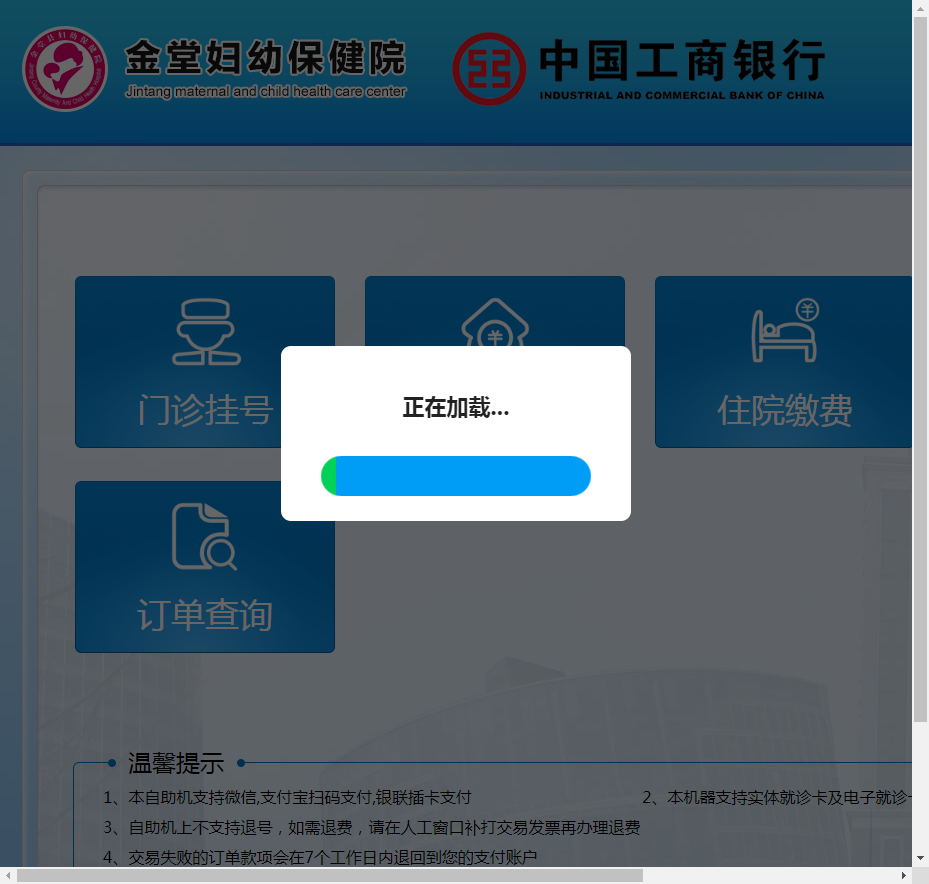 金堂妇幼保健院
Jintang maternal and child health care center
中国工商银行
INDUSTRIAL AND COMMERCIAL BANK OF CHINA
门诊挂号
住院缴费
正在加载...
订单查询
温馨提示
1、本自助机支持微信,支付宝扫码支付,银联插卡支付
2、本机器支持实体就诊卡及电子就诊
3、自助机上不支持退号，如需退费，请在人工窗口补打交易发票再办理退费
4、交易失败的订单款项会在7个工作日内退回到您的支付账户